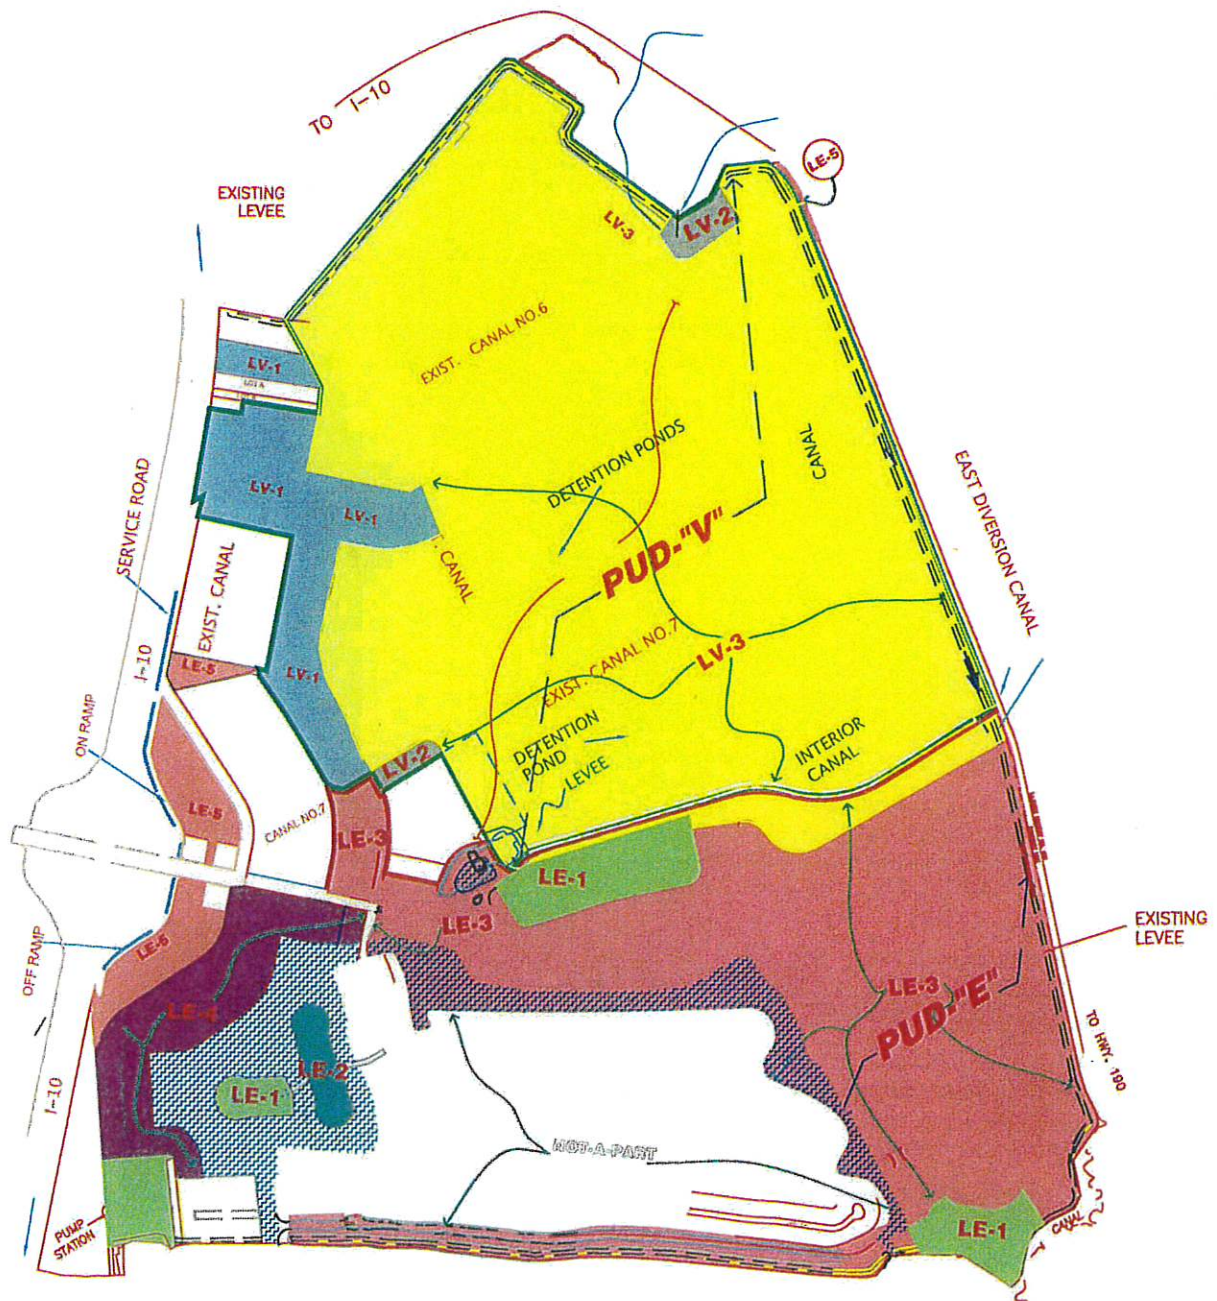 TO I-10
LE-5
EXISTING
LEVEE
LV-3
LV-2
EXIST. CANAL NO.6
LV-1
LOT A
DETENTION PONDS
CANAL
SERVICE ROAD
LV-1
LV-1
EAST DIVERSION CANAL
CANAL
PUD-"V"
EXIST. CANAL
I-10
LE-5
LV-1
EXIST. CANAL NO.7
LV-3
ON RAMP
DETENTION
POND
LEVEE
INTERIOR
CANAL
LV-2
LE-5
CANAL NO.7
LE-3
LE-1
LE-3
EXISTING
LEVEE
OFF RAMP
LE-5
LE-4
LE-3
PUD-"E"
TO HWY. 190
I-10
LE-2
LE-1
NOT-A-PART
PUMP
STATION
LE-1
CANAL